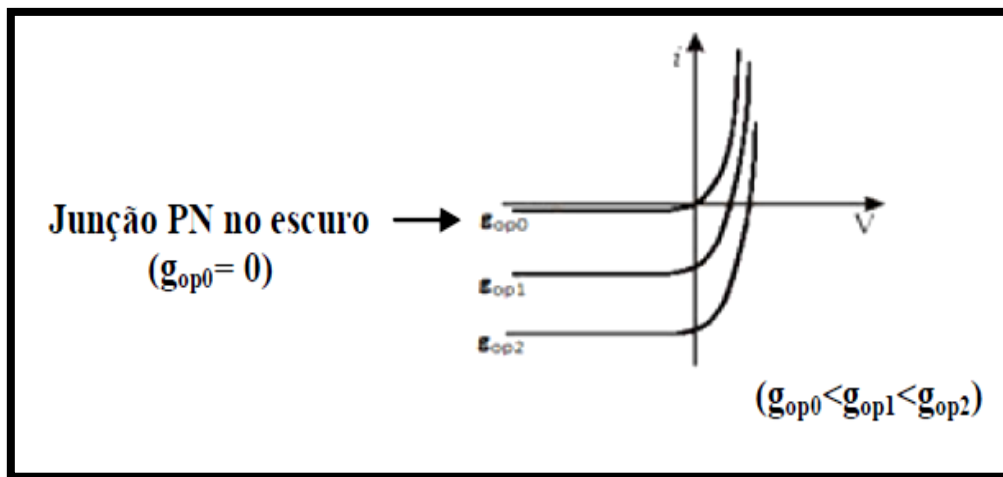 i
Junção PN no escuro
(gop0= 0)
gop0
V
gop1
gop2
(gop0<gop1<gop2)